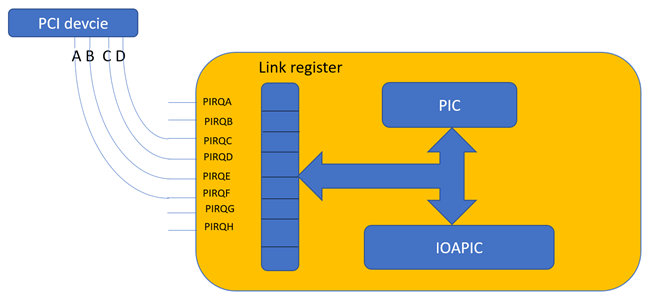 PCI devcie
A B C D
Link register
PIRQA
PIRQB
PIRQC
PIRQD
PIRQE
PIRQF
PIRQG
PIRQH
PIC
IOAPIC